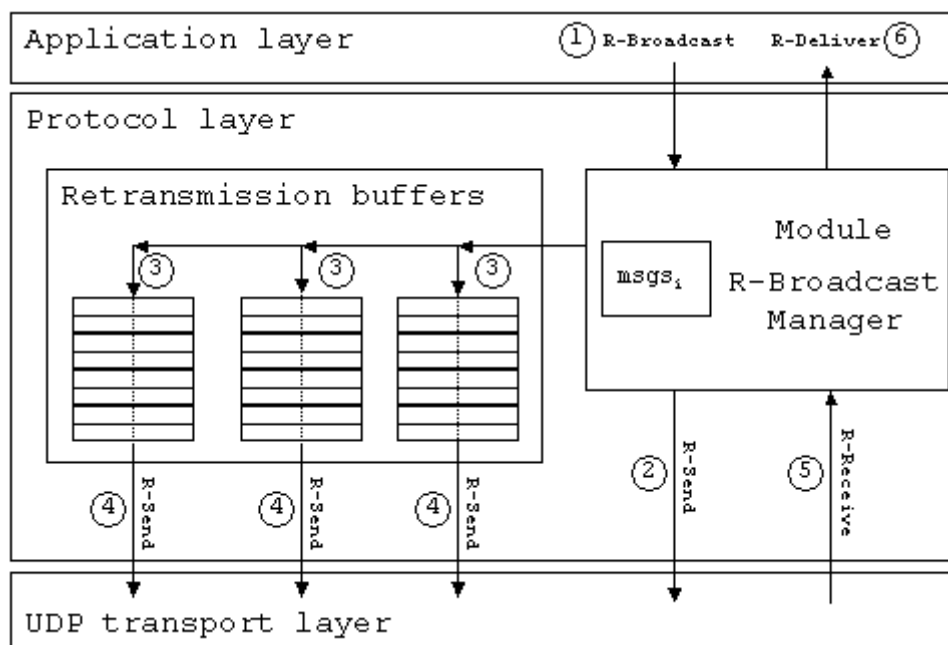 Application layer
1 R-Broadcast
R-Deliver 6
Protocol layer
Retransmission buffers
3
3
3
msgsᵢ
Module
R-Broadcast
Manager
4 R-Send
4 R-Send
4 R-Send
2 R-Send
5 R-Receive
UDP transport layer